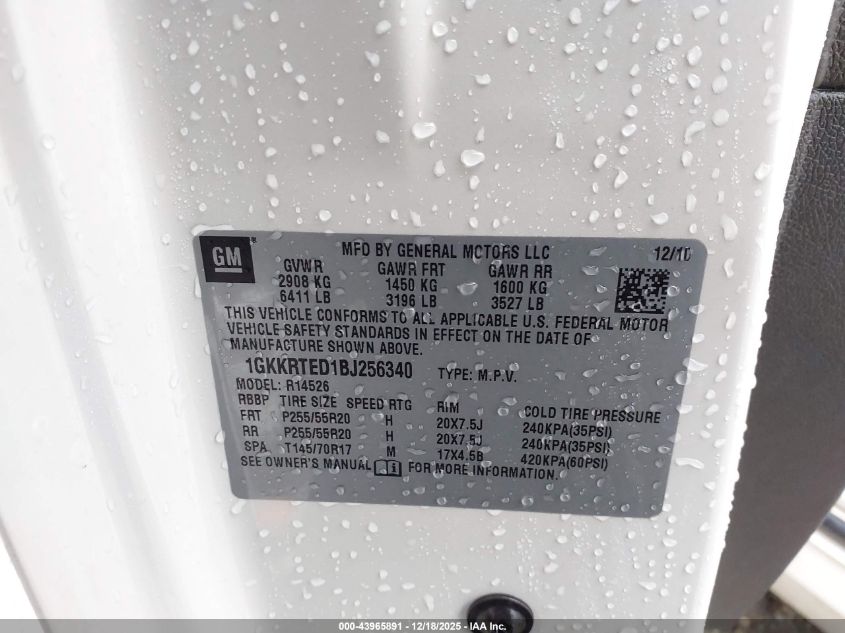 GM ®
MFD BY GENERAL MOTORS LLC 12/10
GVWR GAWR FRT GAWR RR
2908 KG 1450 KG 1600 KG
6411 LB 3196 LB 3527 LB
THIS VEHICLE CONFORMS TO ALL APPLICABLE U.S. FEDERAL MOTOR
VEHICLE SAFETY STANDARDS IN EFFECT ON THE DATE OF
MANUFACTURE SHOWN ABOVE.
1GKKRTED1BJ256340 TYPE: M.P.V.
MODEL: R14526
RBBP TIRE SIZE SPEED RTG RIM COLD TIRE PRESSURE
FRT P255/55R20 H 20X7.5J 240KPA(35PSI)
RR P255/55R20 H 20X7.5J 240KPA(35PSI)
SPA T145/70R17 M 17X4.5B 420KPA(60PSI)
SEE OWNER'S MANUAL i FOR MORE INFORMATION.
000-43965891 - 12/18/2025 - IAA Inc.